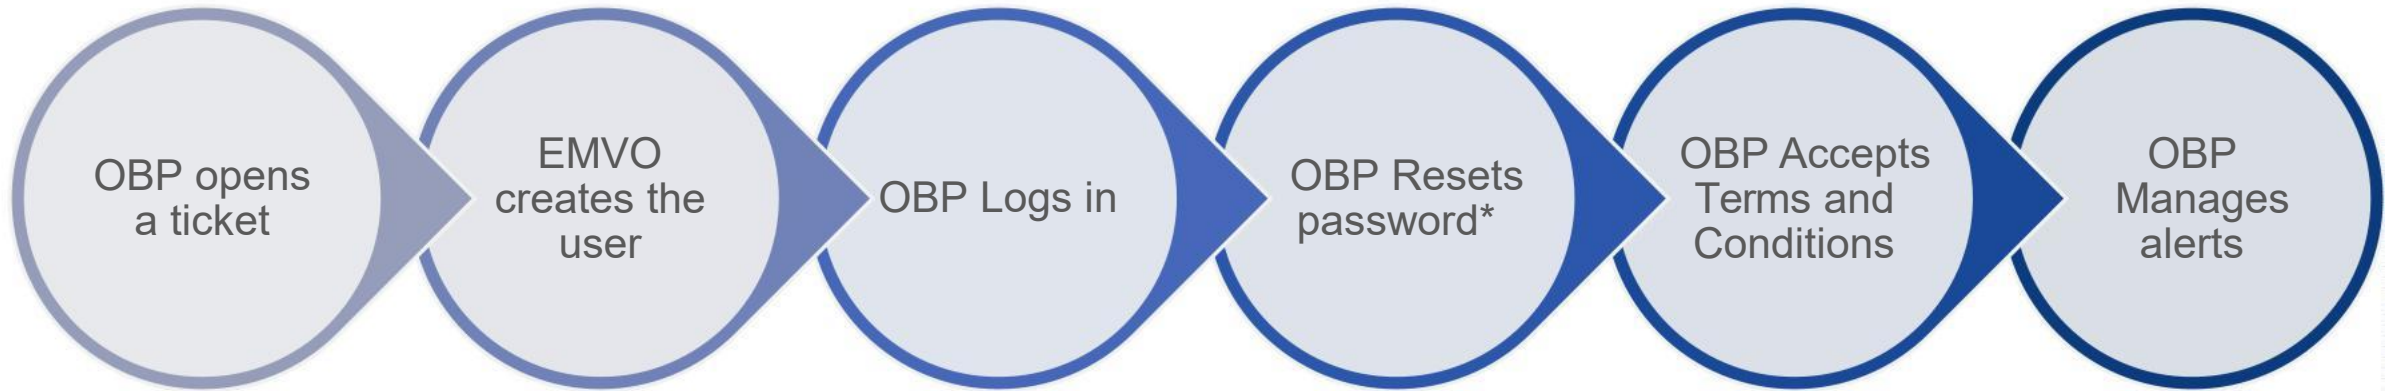 OBP opens
a ticket
EMVO
creates the
user
OBP Logs in
OBP Resets
password*
OBP Accepts
Terms and
Conditions
OBP
Manages
alerts